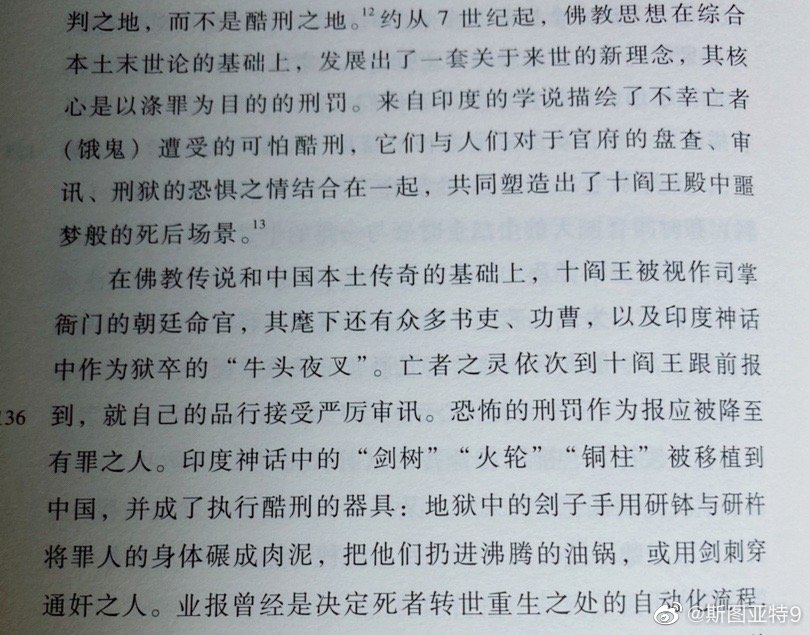 判之地，而不是酷刑之地。12约从7世纪起，佛教思想在综合
本土末世论的基础上，发展出了一套关于来世的新理念，其核
心是以涤罪为目的的刑罚。来自印度的学说描绘了不幸亡者
（饿鬼）遭受的可怕酷刑，它们与人们对于官府的盘查、审
讯、刑狱的恐惧之情结合在一起，共同塑造出了十阎王殿中噩
梦般的死后场景。13
在佛教传说和中国本土传奇的基础上，十阎王被视作司掌
衙门的朝廷命官，其麾下还有众多书吏、功曹，以及印度神话
中作为狱卒的“牛头夜叉”。亡者之灵依次到十阎王跟前报
136 到，就自己的品行接受严厉审讯。恐怖的刑罚作为报应被降至
有罪之人。印度神话中的“剑树”“火轮”“铜柱”被移植到
中国，并成了执行酷刑的器具：地狱中的刽子手用研钵与研杵
将罪人的身体碾成肉泥，把他们扔进沸腾的油锅，或用剑刺穿
通奸之人。业报曾经是决定死者转世重生之处的自动化流程，
@斯图亚特9